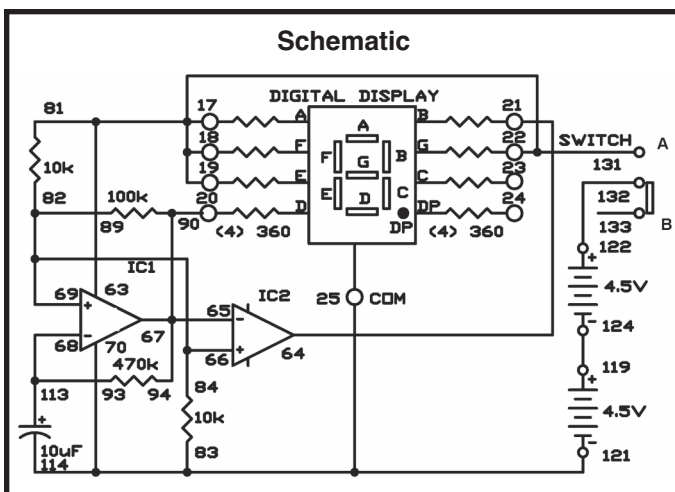 Schematic
DIGITAL DISPLAY
81 17 A B 21
18 F G 22
19 E C 23
20 D DP 24
A
F G B
E D C
DP
SWITCH A
131
132
133 B
10k
82 100k
89 90 (4) 360 (4) 360
122
+
4.5V
-
124
IC1
69 + 63
68 - 67
70
IC2
65 -
66 +
64
25 COM
470k
113 93 94
+
10uF
114
84
10k
83
119
+
4.5V
-
121